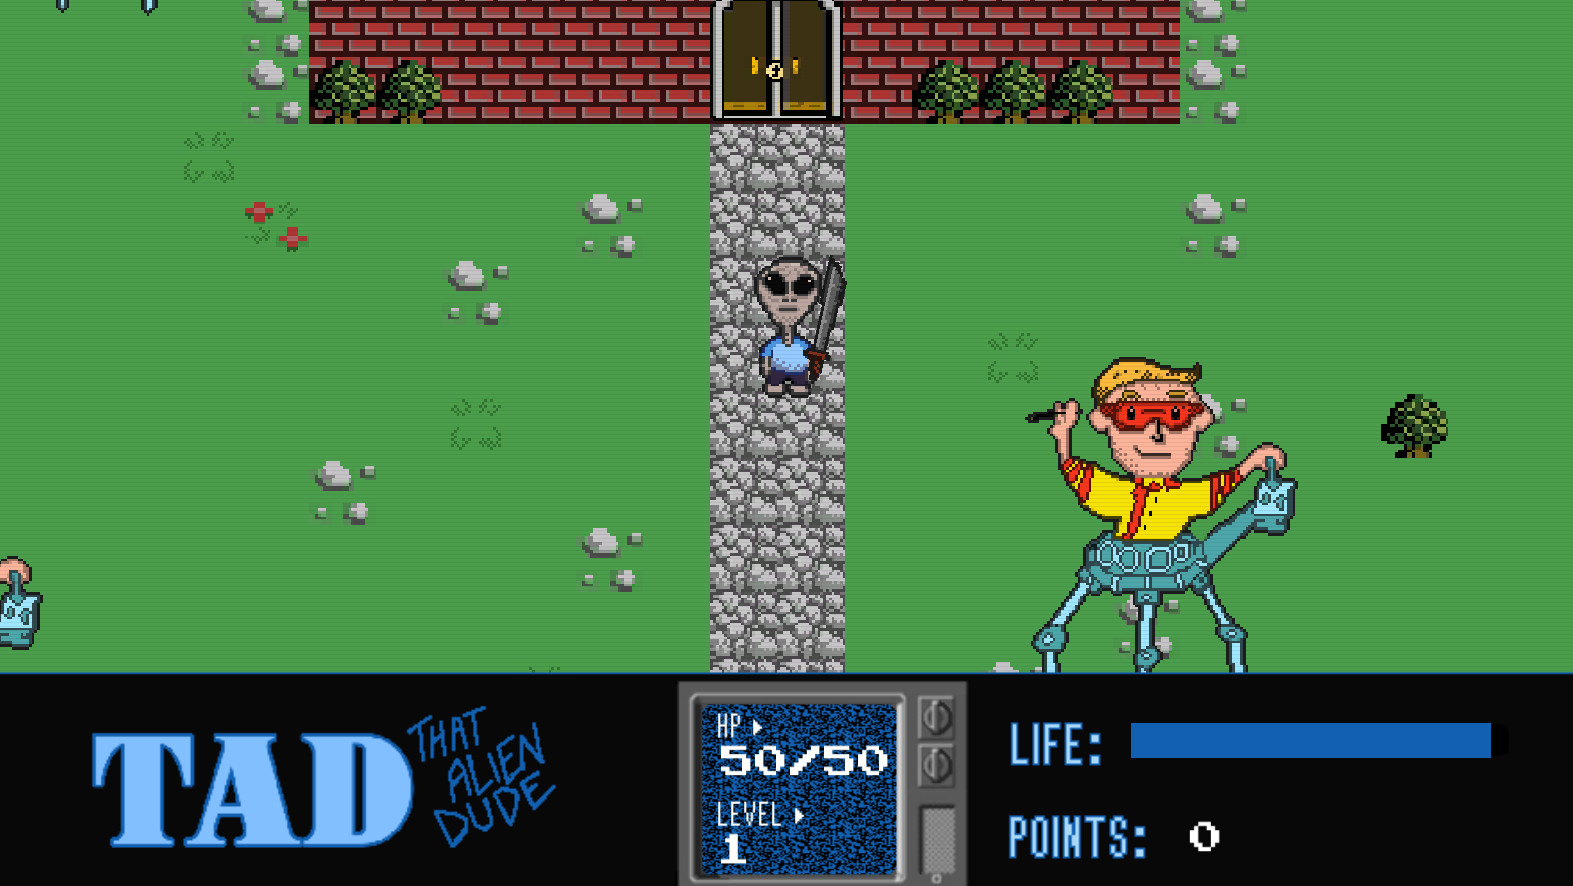 TAD
THAT
ALIEN
DUDE
HP
50/50
LEVEL
1
LIFE:
POINTS: 0